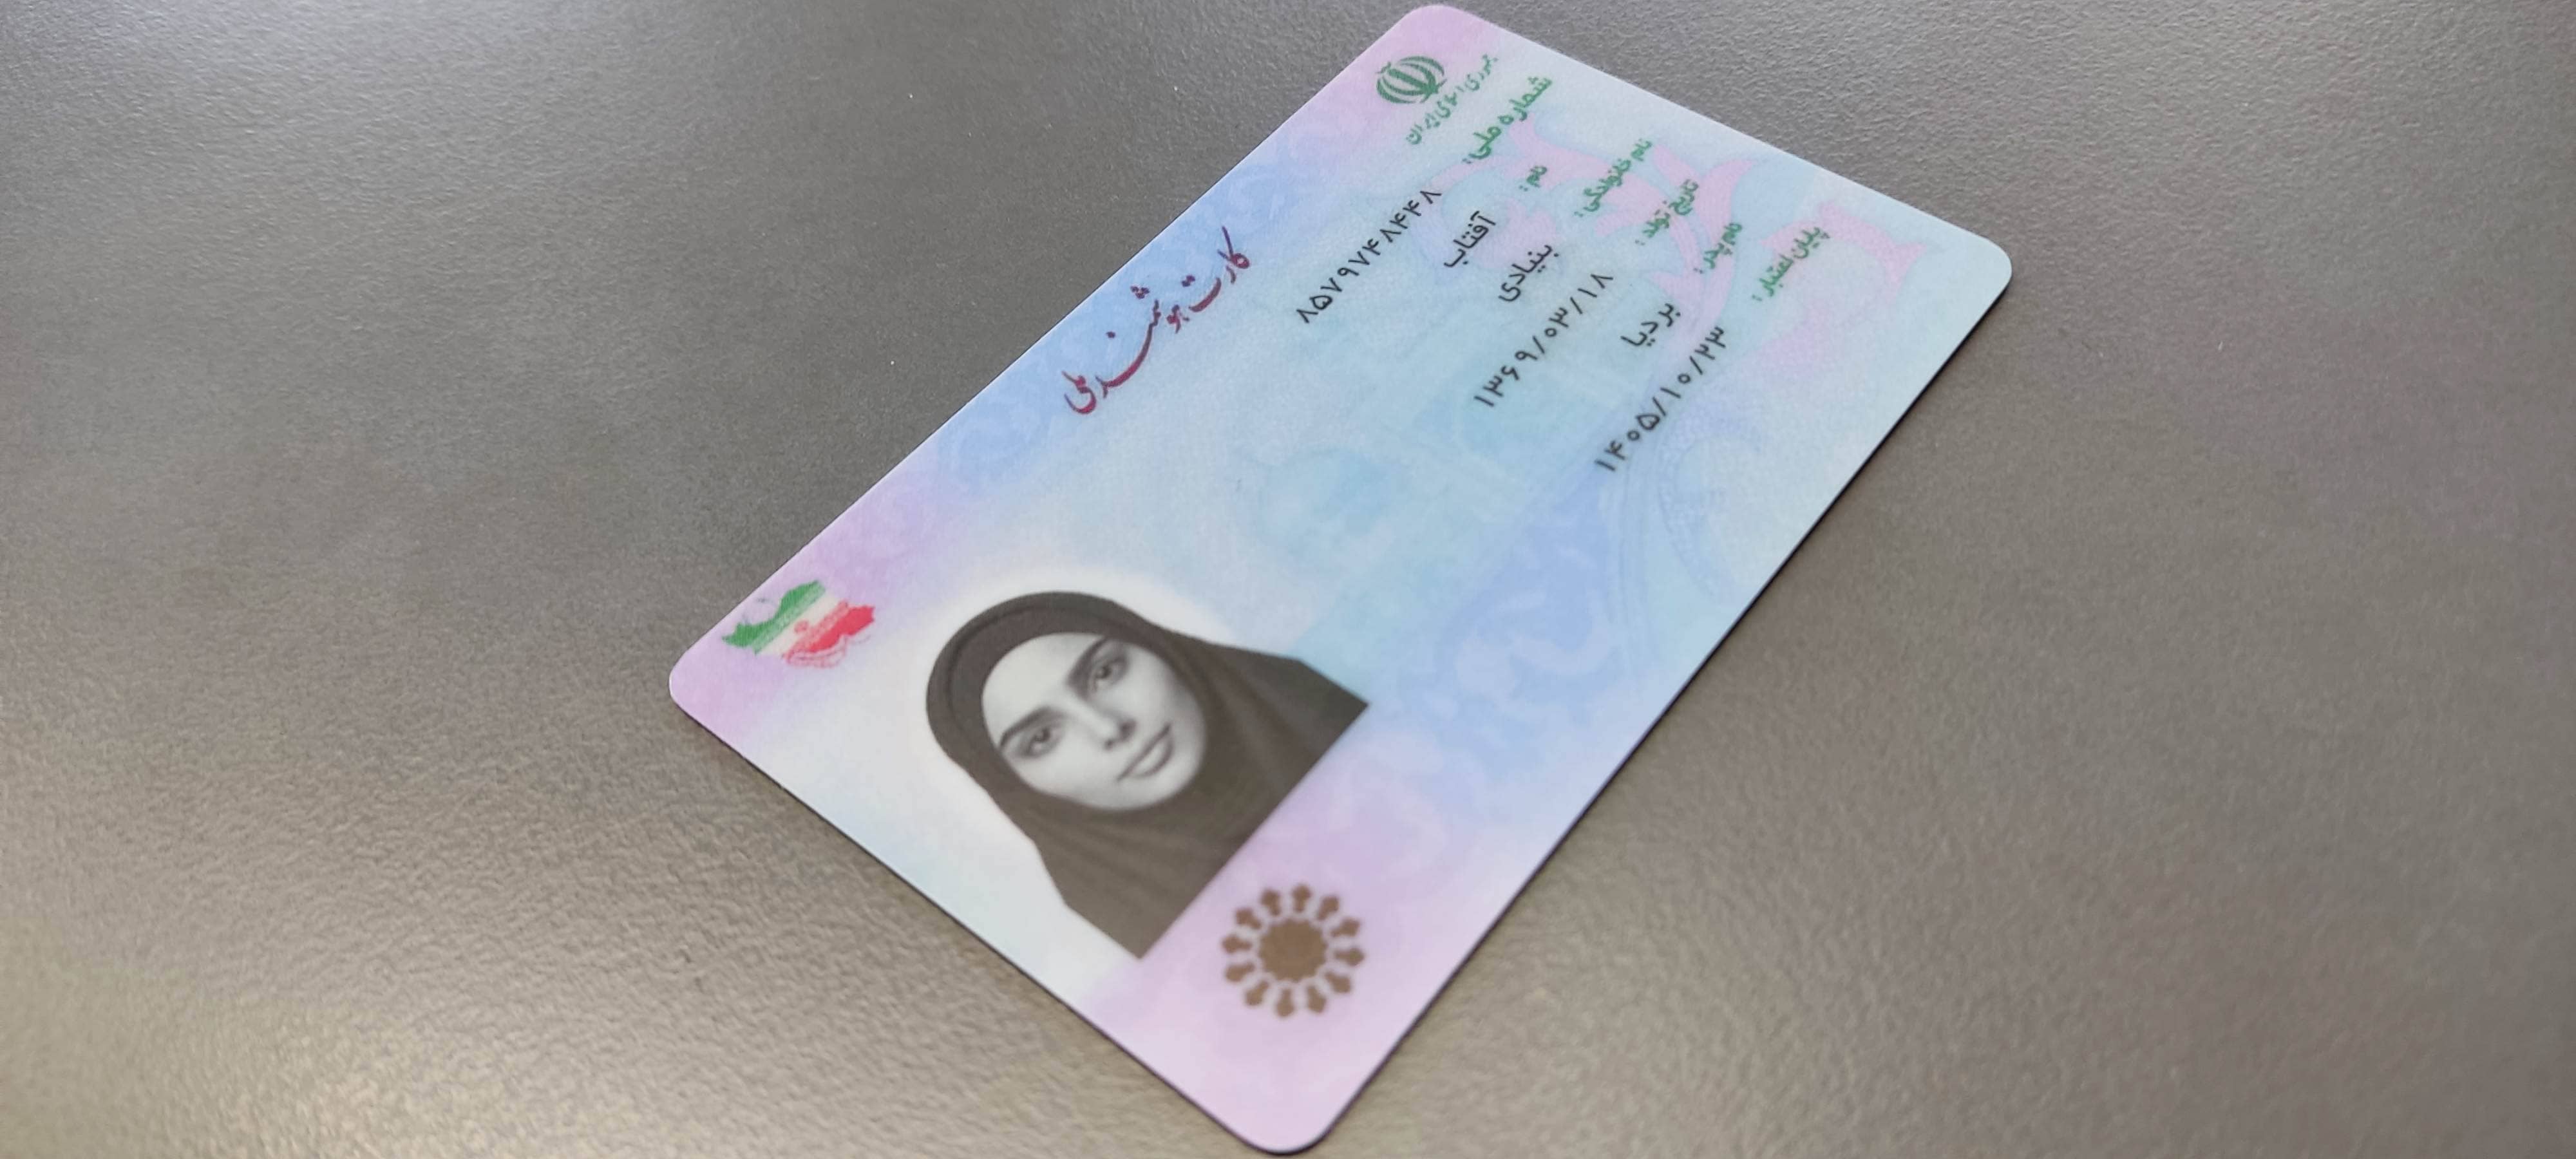 جمهوری اسلامی ایران
کارت هوشمند ملی
شماره ملی: ۸۵۷۹۷۴۸۴۴۸
نام: آفتاب
نام خانوادگی: بنیادی
تاریخ تولد: ۱۳۶۹/۰۳/۱۸
نام پدر: بردیا
پایان اعتبار: ۱۴۰۵/۱۰/۲۳